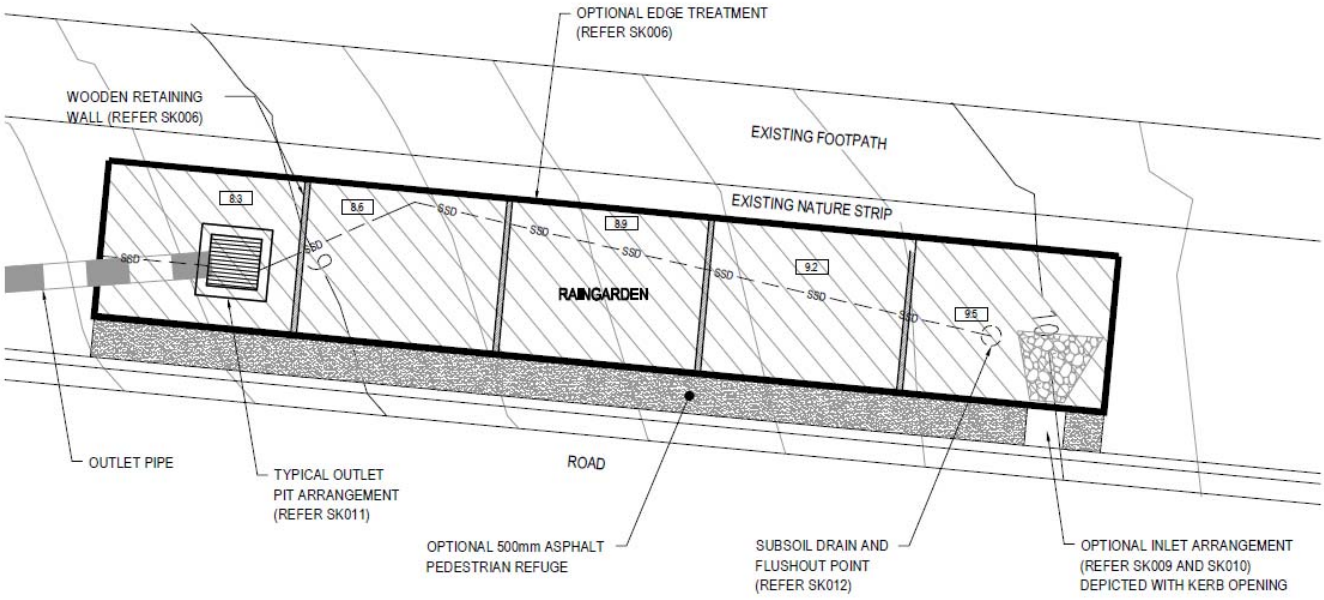 OPTIONAL EDGE TREATMENT
(REFER SK006)
WOODEN RETAINING
WALL (REFER SK006)
EXISTING FOOTPATH
EXISTING NATURE STRIP
8.3
8.6
8.9
9.2
9.5
SSD
SSD
SSD
SSD
SSD
SSD
SSD
SSD
9
10
RAINGARDEN
ROAD
OUTLET PIPE
TYPICAL OUTLET
PIT ARRANGEMENT
(REFER SK011)
OPTIONAL 500mm ASPHALT
PEDESTRIAN REFUGE
SUBSOIL DRAIN AND
FLUSHOUT POINT
(REFER SK012)
OPTIONAL INLET ARRANGEMENT
(REFER SK009 AND SK010)
DEPICTED WITH KERB OPENING